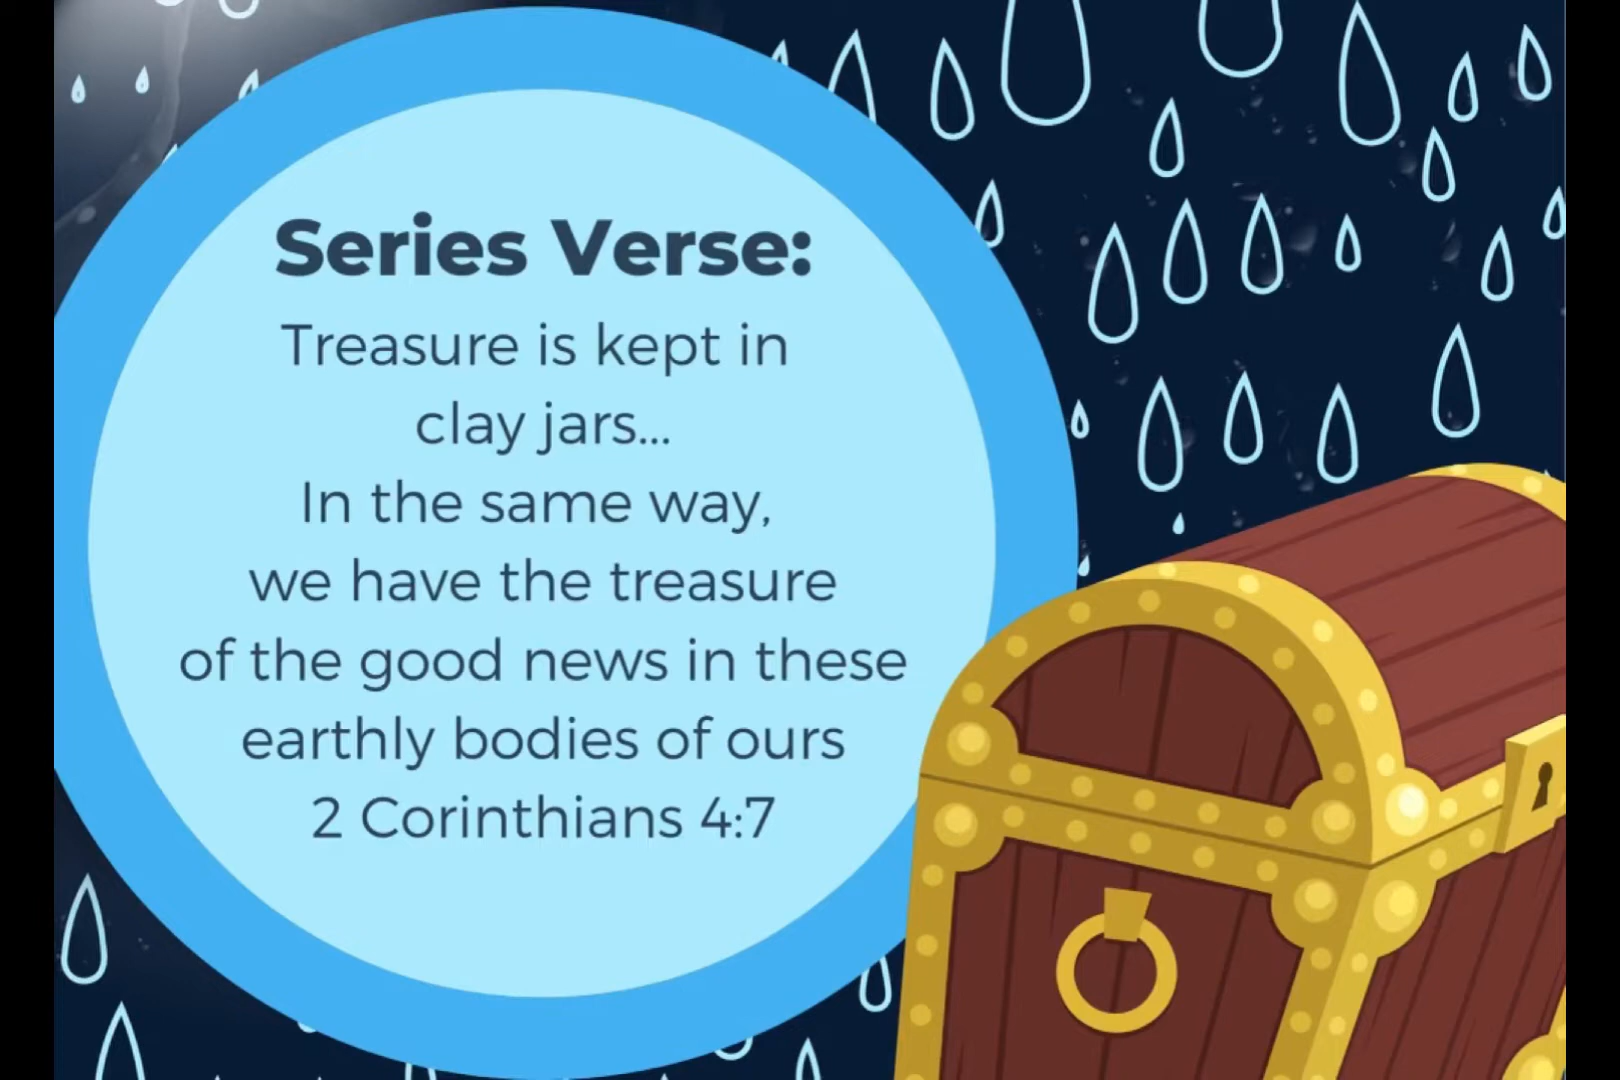 Series Verse:
Treasure is kept in
clay jars...
In the same way,
we have the treasure
of the good news in these
earthly bodies of ours
2 Corinthians 4:7